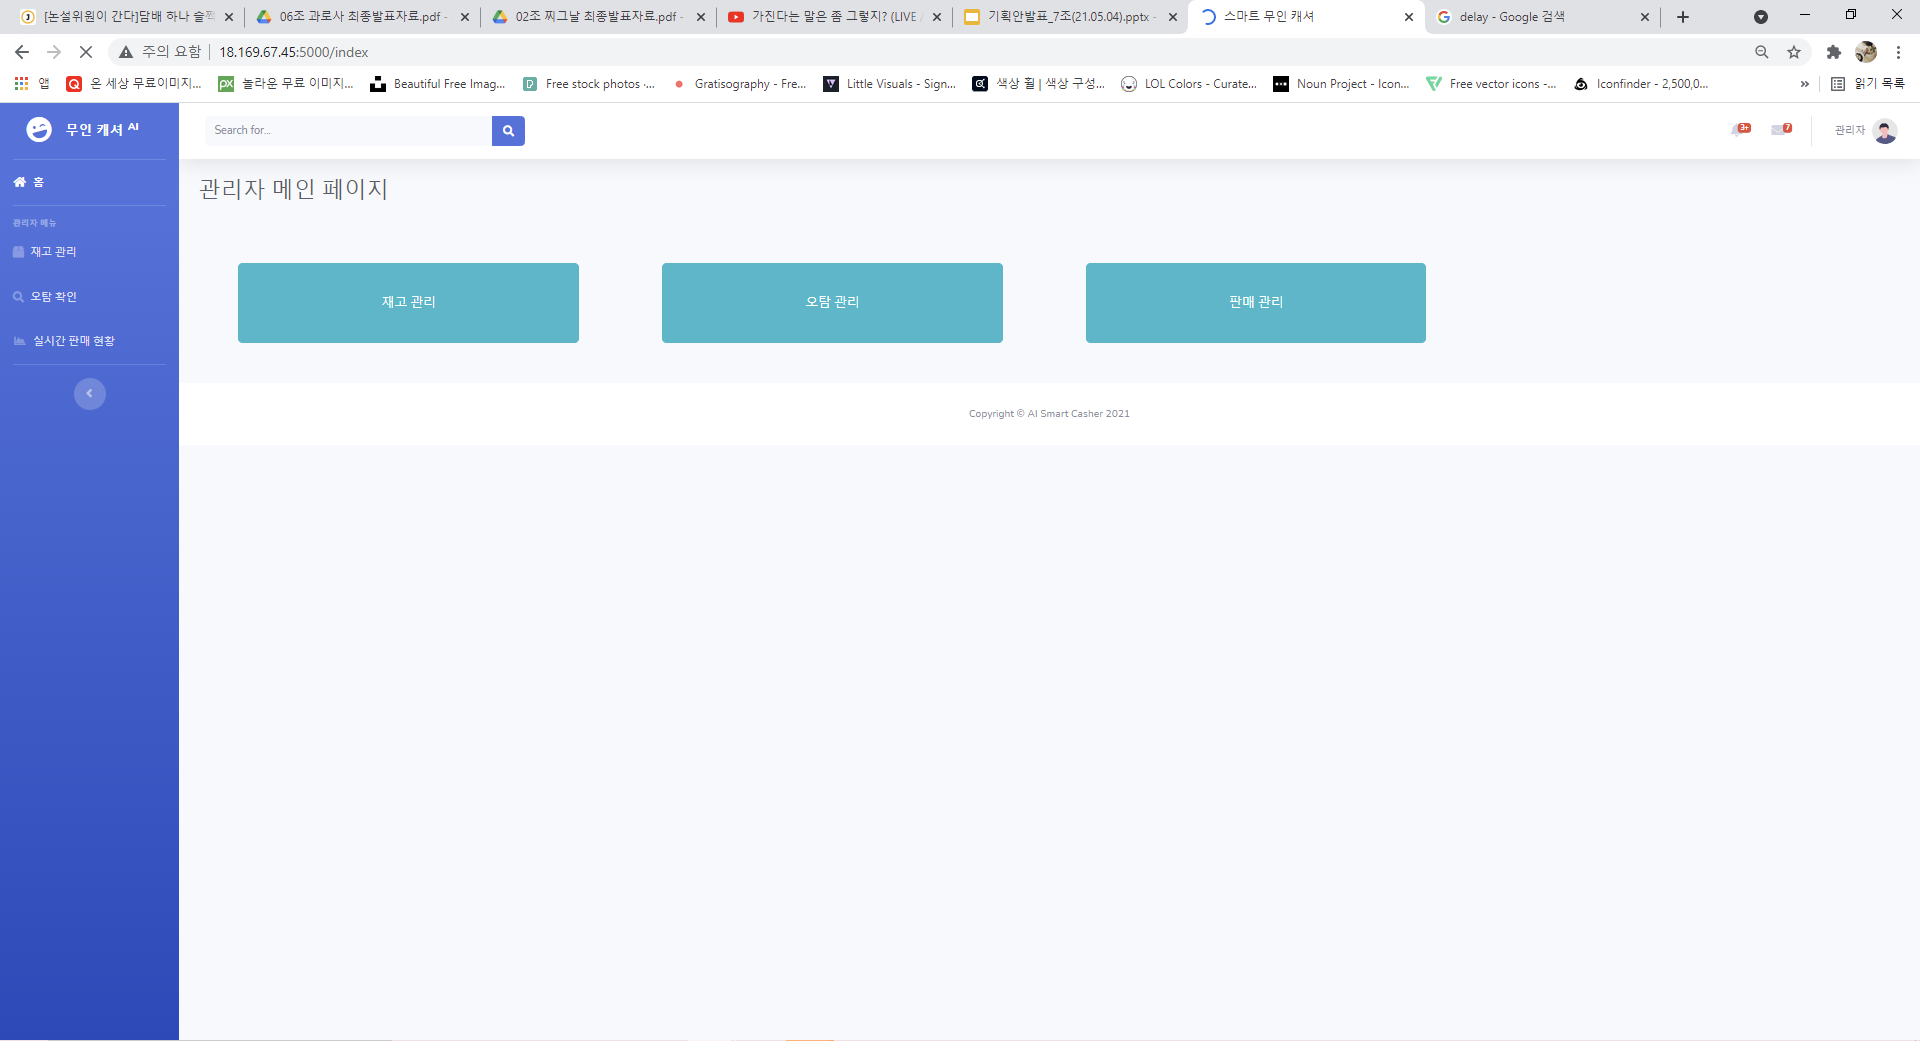 [논설위원이 간다]담배 하나 슬쩍
06조 과로사 최종발표자료.pdf -
02조 찌그날 최종발표자료.pdf -
가진다는 말은 좀 그렇지? (LIVE /
기획안발표_7조(21.05.04).pptx -
스마트 무인 캐셔
delay - Google 검색
주의 요함
18.169.67.45:5000/index
앱
온 세상 무료이미지...
px
놀라운 무료 이미지...
Beautiful Free Imag...
Free stock photos ·...
Gratisography - Fre...
Little Visuals - Sign...
색상 휠 | 색상 구성...
LOL Colors - Curate...
Noun Project - Icon...
Free vector icons -...
Iconfinder - 2,500,0...
»
읽기 목록
무인 캐셔 AI
Search for...
3+
7
관리자
홈
관리자 메인 페이지
관리자 메뉴
재고 관리
오탐 확인
실시간 판매 현황
재고 관리
오탐 관리
판매 관리
Copyright © AI Smart Casher 2021